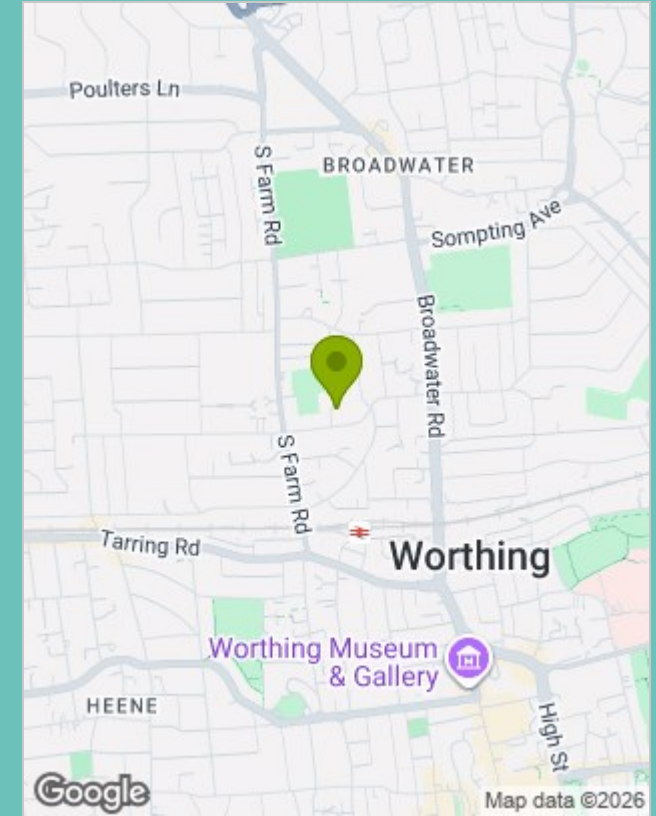 Poulters Ln
BROADWATER
S Farm Rd
Sompting Ave
Broadwater Rd
S Farm Rd
Tarring Rd
Worthing
Worthing Museum
& Gallery
HEENE
High St
Google
Map data ©2026